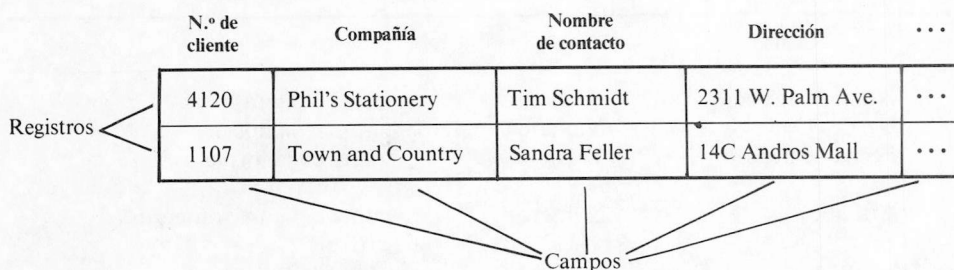 N.º de cliente Compañía Nombre de contacto Dirección ...
4120 Phil's Stationery Tim Schmidt 2311 W. Palm Ave. ...
Registros
1107 Town and Country Sandra Feller 14C Andros Mall ...
Campos